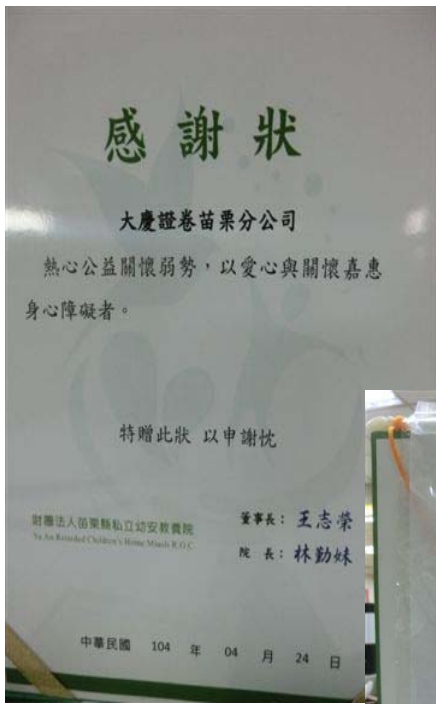 感謝狀
大慶證卷苗栗分公司
熱心公益關懷弱勢,以愛心與關懷嘉惠
身心障礙者。
特贈此狀 以申謝忱
財團法人苗栗縣私立幼安教養院
Yu An Retarded Children's Home Miaoli R.O.C
董事長:王志榮
院 長:林勤妹
中華民國 104 年 04 月 24 日